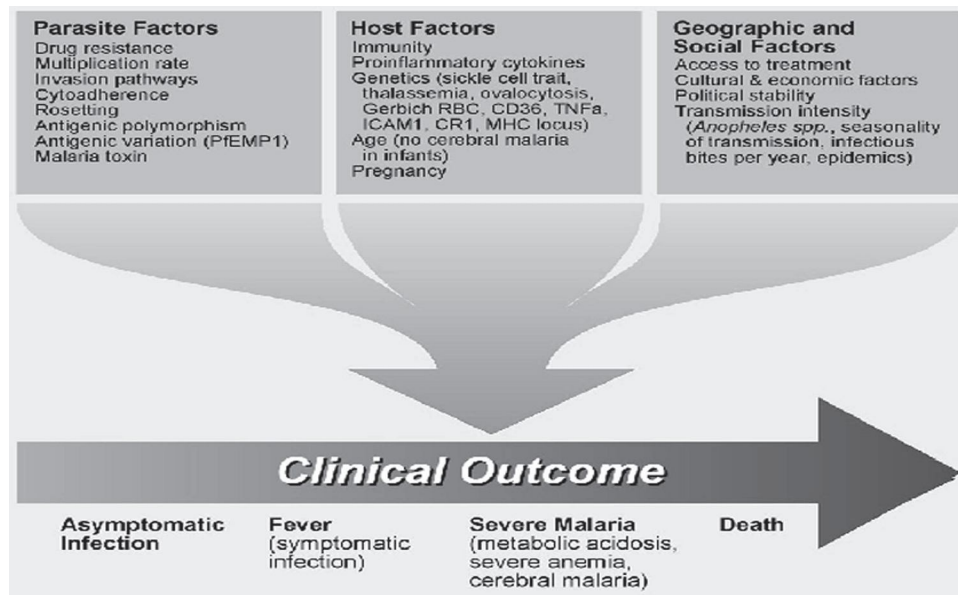 Parasite Factors
Drug resistance
Multiplication rate
Invasion pathways
Cytoadherence
Rosetting
Antigenic polymorphism
Antigenic variation (PfEMP1)
Malaria toxin
Host Factors
Immunity
Proinflammatory cytokines
Genetics (sickle cell trait,
thalassemia, ovalocytosis,
Gerbich RBC, CD36, TNFa,
ICAM1, CR1, MHC locus)
Age (no cerebral malaria
in infants)
Pregnancy
Geographic and
Social Factors
Access to treatment
Cultural & economic factors
Political stability
Transmission intensity
(Anopheles spp., seasonality
of transmission, infectious
bites per year, epidemics)
Clinical Outcome
Asymptomatic
Infection
Fever
(symptomatic
infection)
Severe Malaria
(metabolic acidosis,
severe anemia,
cerebral malaria)
Death